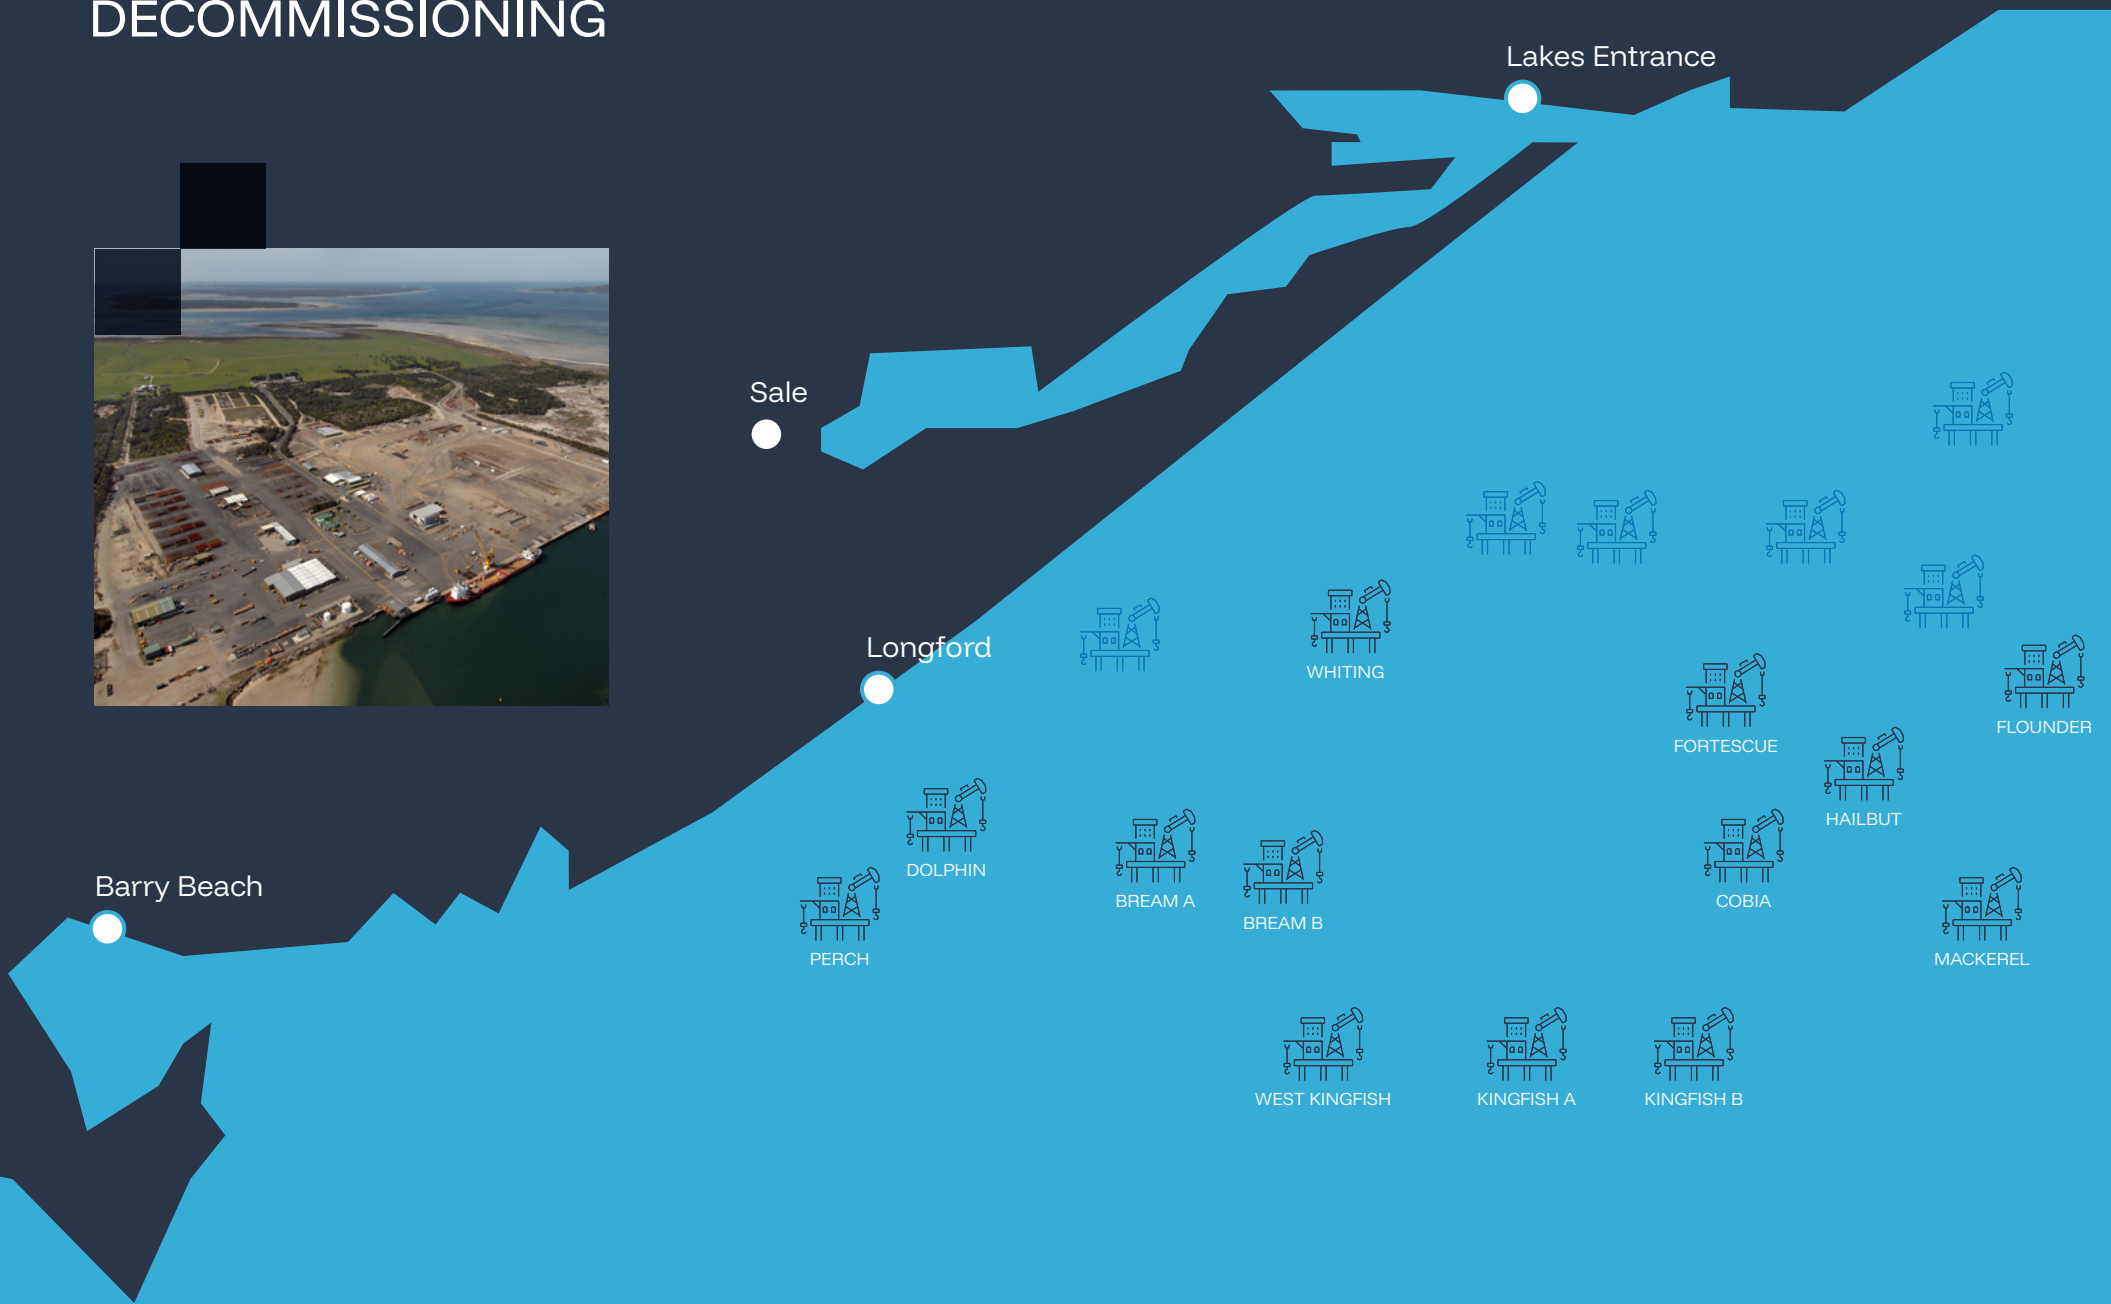 DECOMMISSIONING
Lakes Entrance
Sale
Longford
Barry Beach
WHITING
FLOUNDER
FORTESCUE
HAILBUT
DOLPHIN
BREAM A
BREAM B
COBIA
PERCH
MACKEREL
WEST KINGFISH
KINGFISH A
KINGFISH B